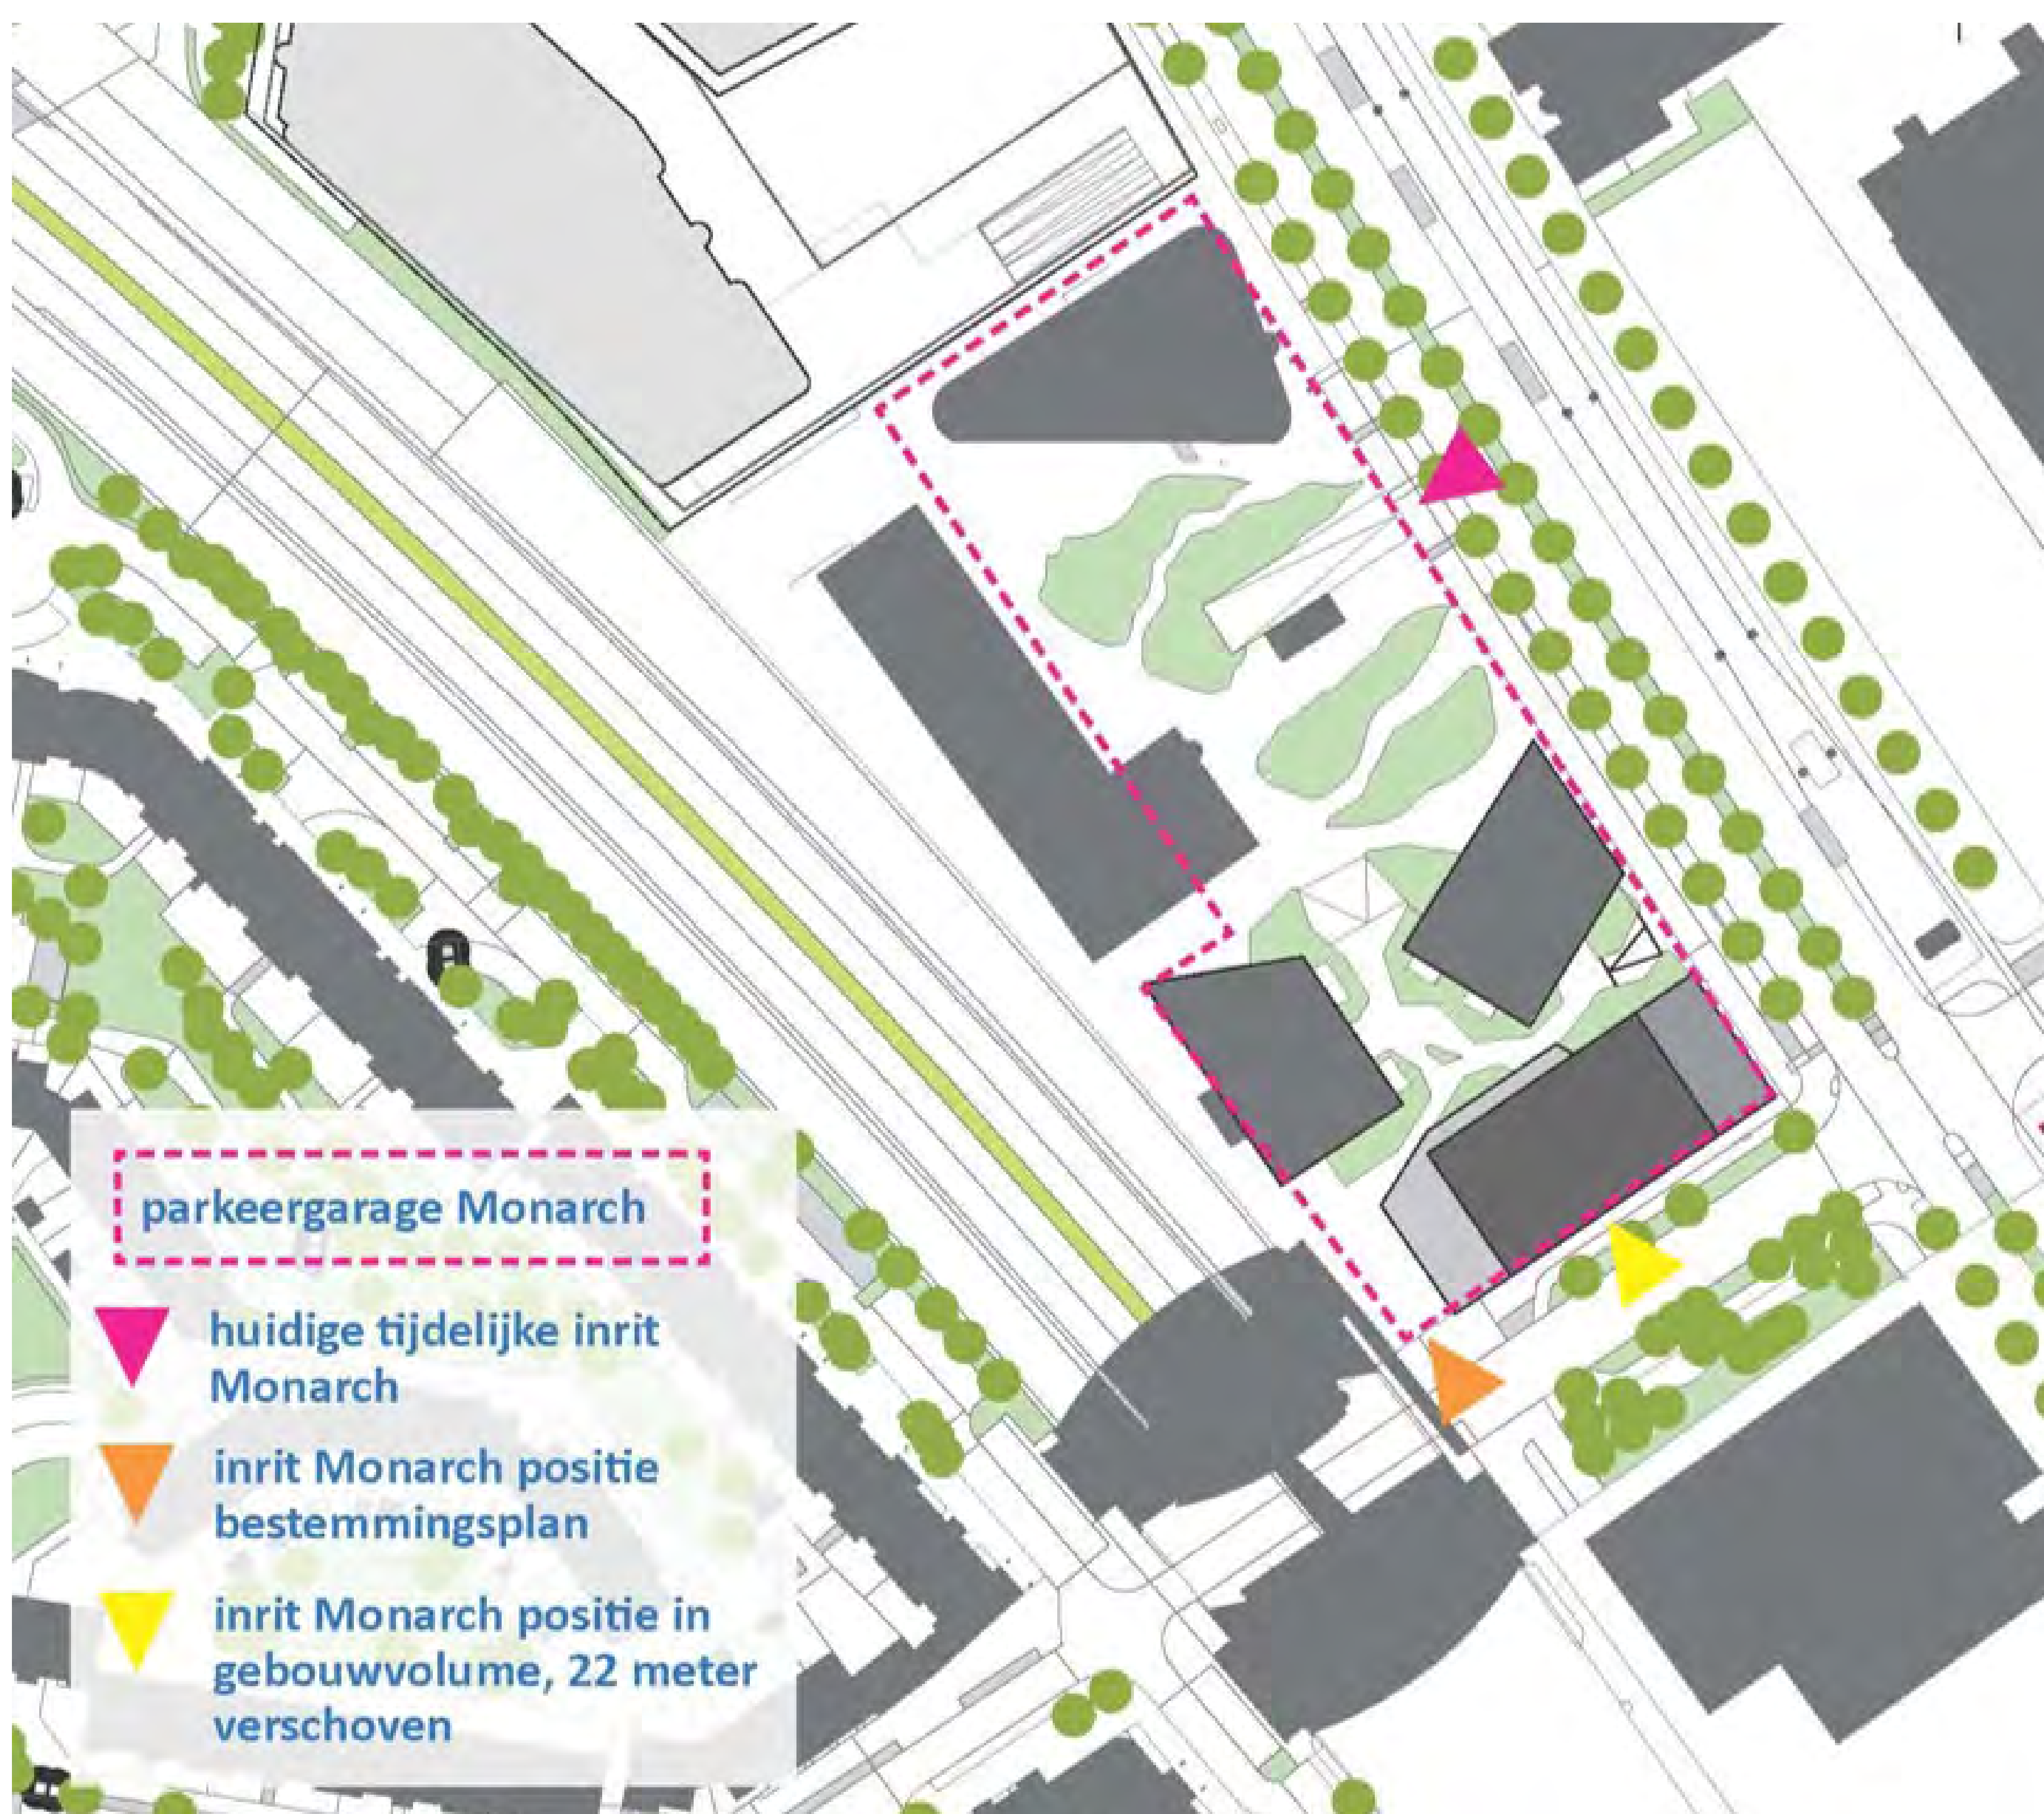 parkeergarage Monarch
huidige tijdelijke inrit
Monarch
inrit Monarch positie
bestemmingsplan
inrit Monarch positie in
gebouwvolume, 22 meter
verschoven